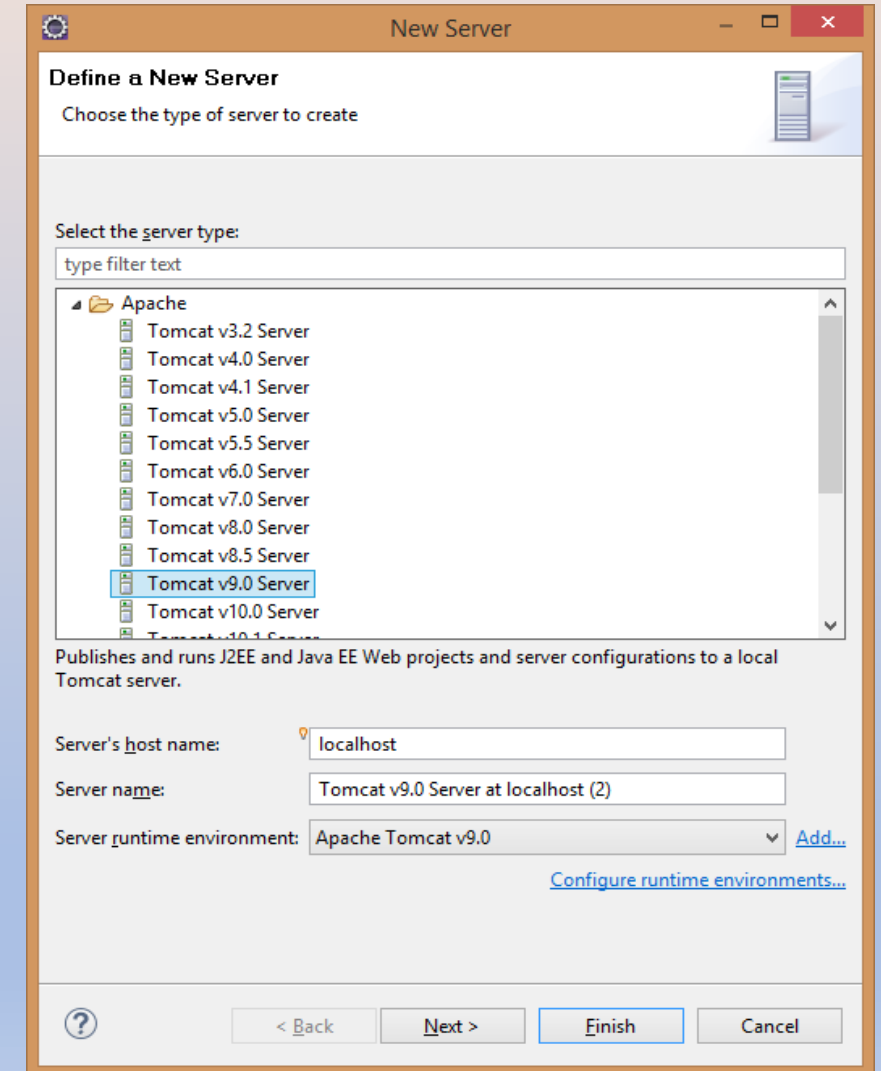 New Server
Define a New Server
Choose the type of server to create
Select the server type:
type filter text
Apache
Tomcat v3.2 Server
Tomcat v4.0 Server
Tomcat v4.1 Server
Tomcat v5.0 Server
Tomcat v5.5 Server
Tomcat v6.0 Server
Tomcat v7.0 Server
Tomcat v8.0 Server
Tomcat v8.5 Server
Tomcat v9.0 Server
Tomcat v10.0 Server
Tomcat v10.1 Server
Publishes and runs J2EE and Java EE Web projects and server configurations to a local
Tomcat server.
Server's host name: localhost
Server name: Tomcat v9.0 Server at localhost (2)
Server runtime environment: Apache Tomcat v9.0 Add...
Configure runtime environments...
? < Back Next > Finish Cancel